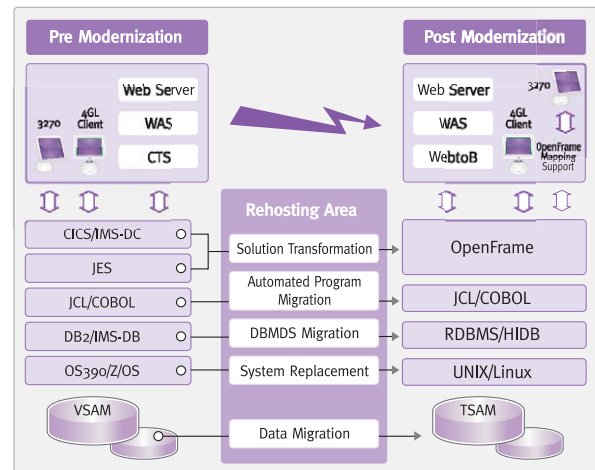 Pre Modernization
Post Modernization
Web Server
WAS
CTS
3270
4GL
Client
Web Server
WAS
WebtoB
3270
4GL
Client
OpenFrame
Mapping
Support
Rehosting Area
CICS/IMS-DC
JES
JCL/COBOL
DB2/IMS-DB
OS390/Z/OS
VSAM
Solution Transformation
Automated Program
Migration
DBMDS Migration
System Replacement
Data Migration
OpenFrame
JCL/COBOL
RDBMS/HIDB
UNIX/Linux
TSAM